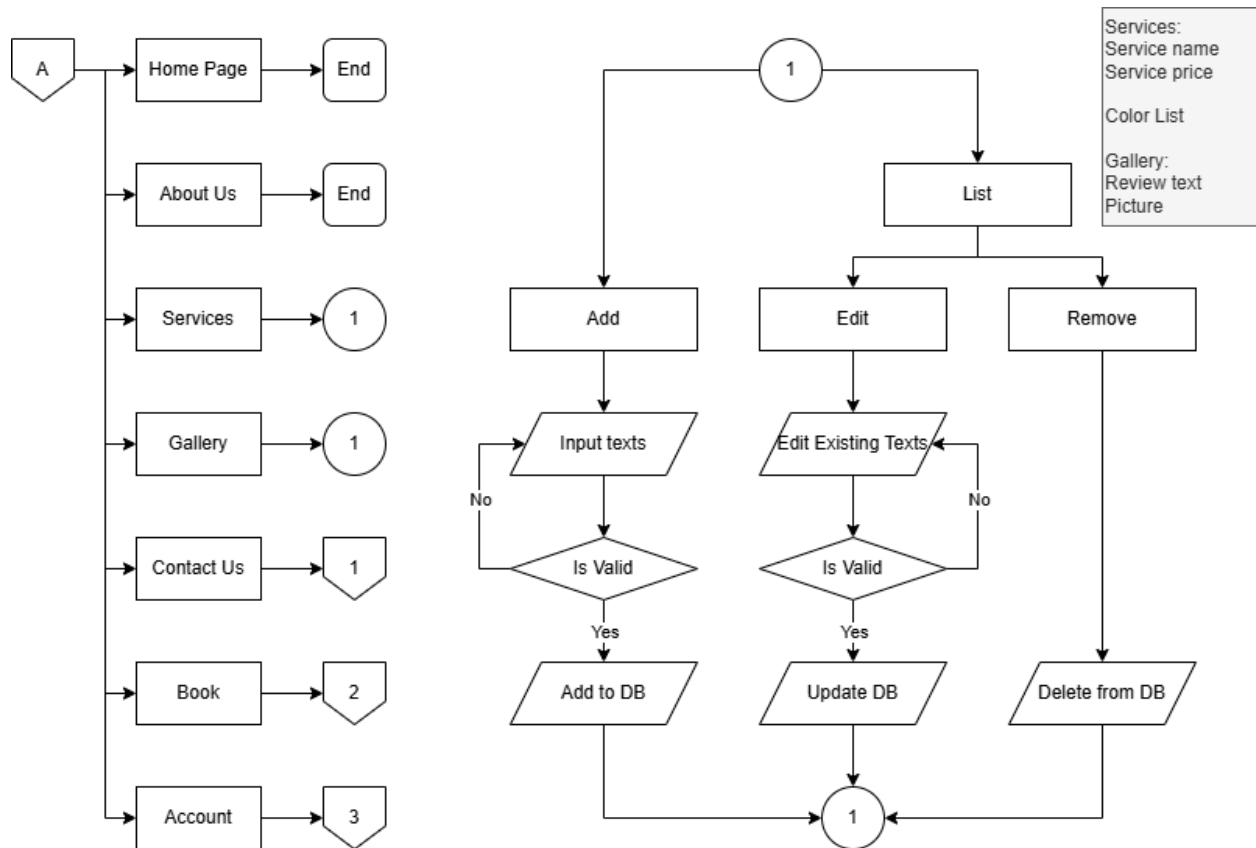 A
Home Page
End
About Us
End
Services
1
Gallery
1
Contact Us
1
Book
2
Account
3
1
List
Add
Edit
Remove
Input texts
Edit Existing Texts
No
No
Is Valid
Is Valid
Yes
Yes
Add to DB
Update DB
Delete from DB
1
Services:
Service name
Service price
Color List
Gallery:
Review text
Picture